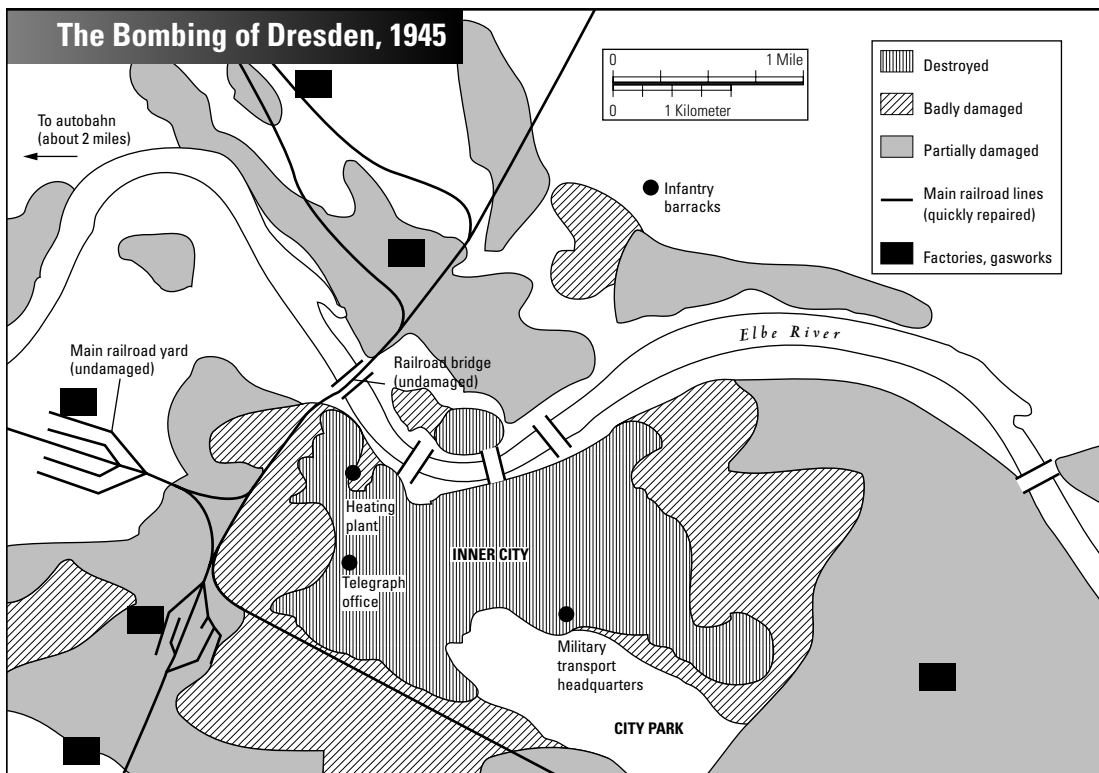 The Bombing of Dresden, 1945
0 1 Mile
0 1 Kilometer
Destroyed
Badly damaged
Partially damaged
Main railroad lines
(quickly repaired)
Factories, gasworks
To autobahn
(about 2 miles)
Infantry
barracks
Elbe River
Main railroad yard
(undamaged)
Railroad bridge
(undamaged)
Heating
plant
INNER CITY
Telegraph
office
Military
transport
headquarters
CITY PARK